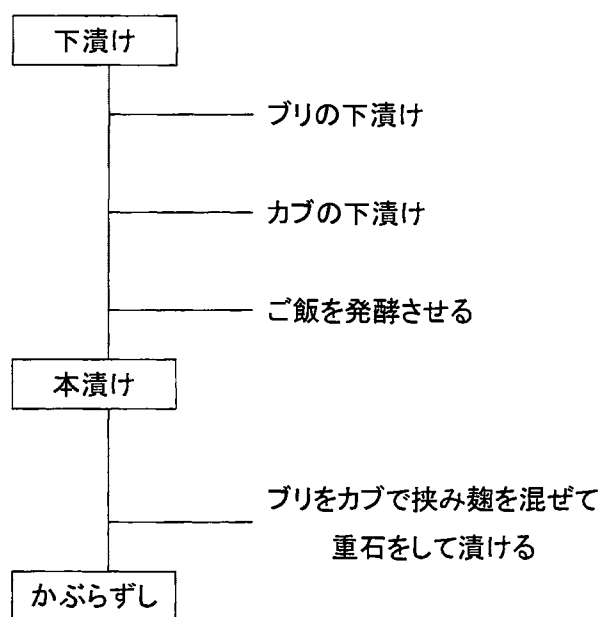 下漬け
ブリの下漬け
カブの下漬け
ご飯を発酵させる
本漬け
ブリをカブで挟み麹を混ぜて
重石をして漬ける
かぶらずし